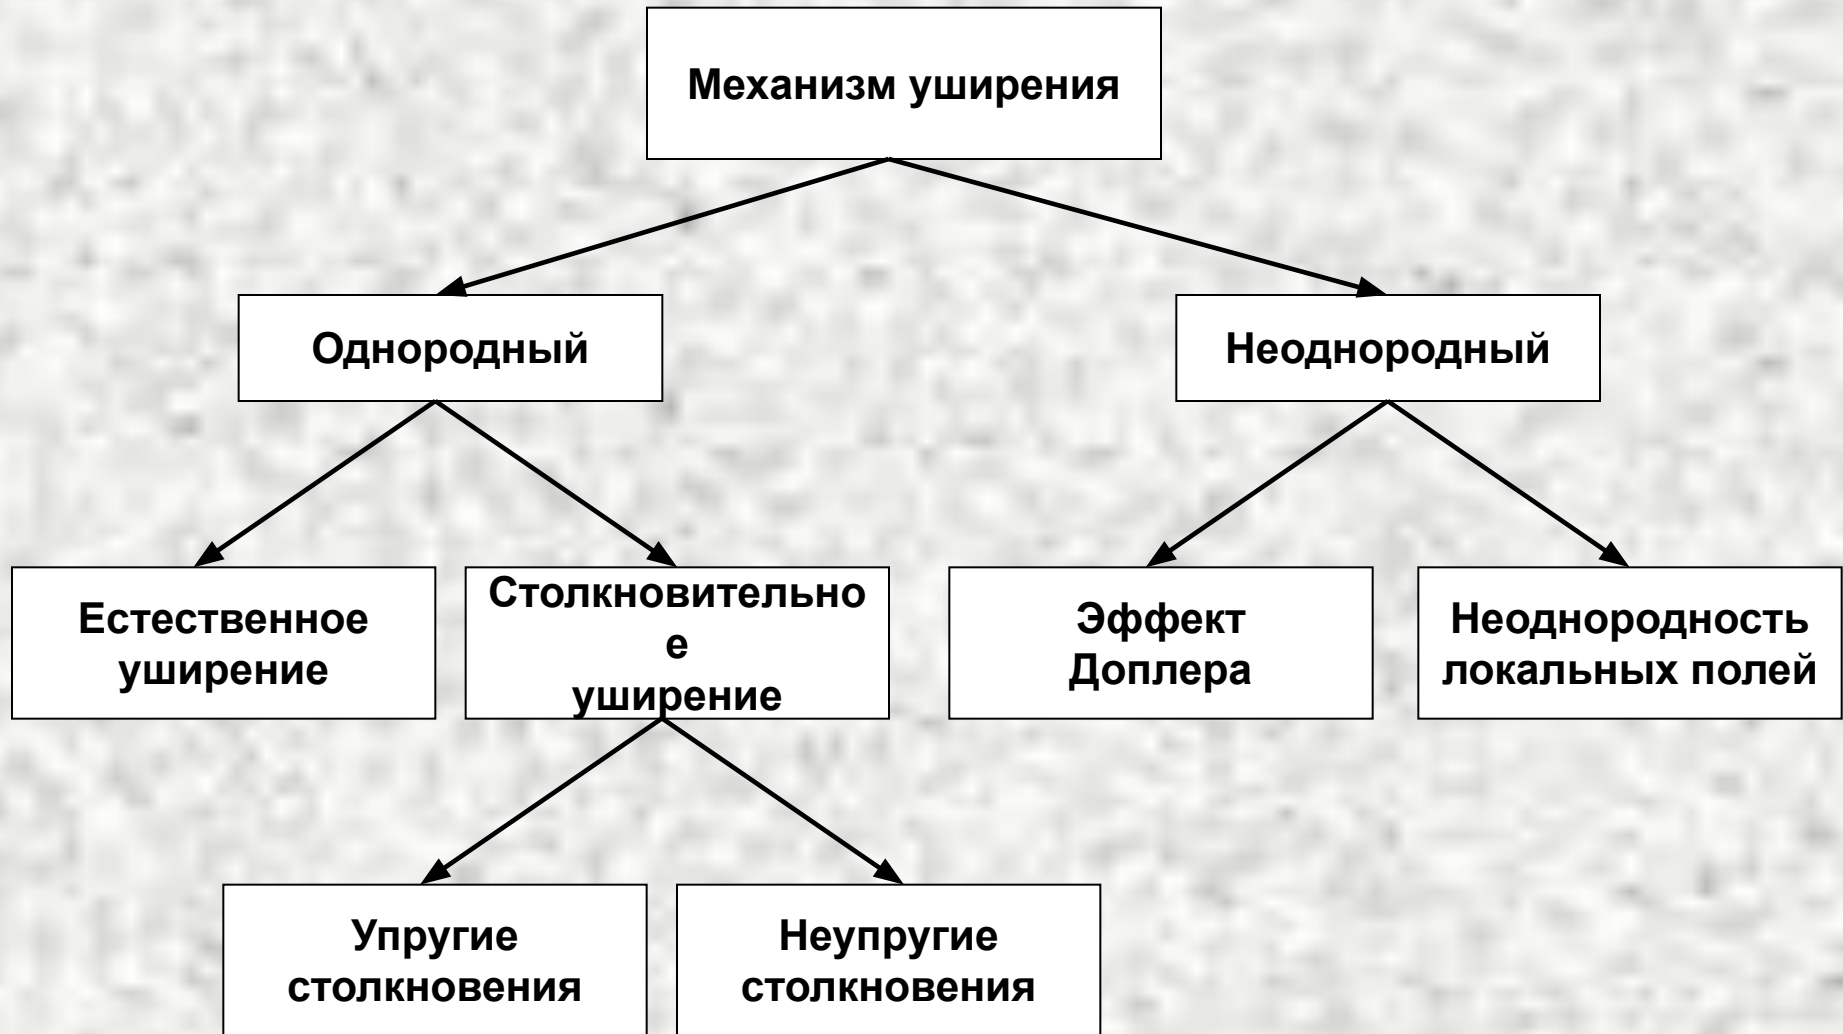 Механизм уширения
Однородный
Неоднородный
Естественное
уширение
Столкновительно
е
уширение
Эффект
Доплера
Неоднородность
локальных полей
Упругие
столкновения
Неупругие
столкновения